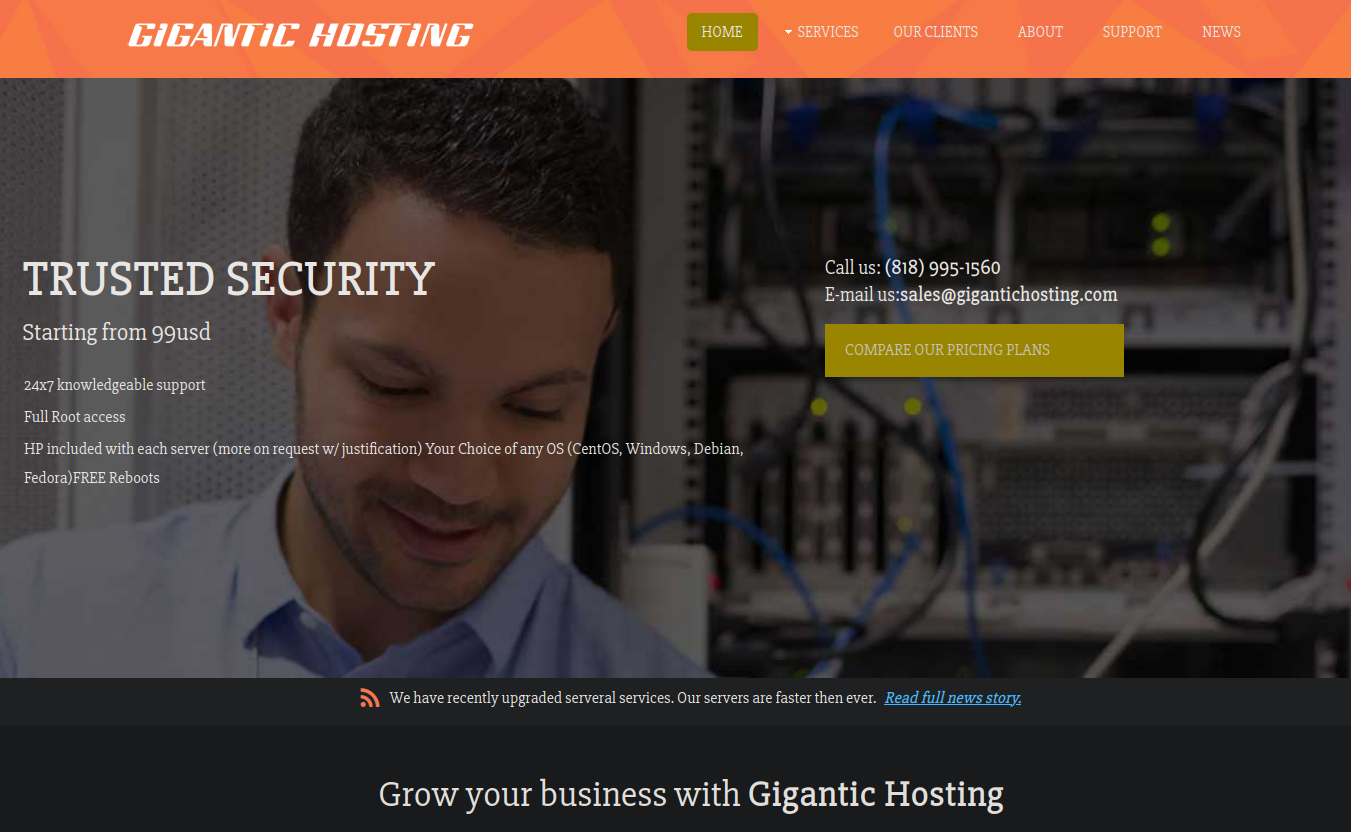 GIGANTIC HOSTING
HOME
SERVICES
OUR CLIENTS
ABOUT
SUPPORT
NEWS
TRUSTED SECURITY
Starting from 99usd
24x7 knowledgeable support
Full Root access
HP included with each server (more on request w/ justification) Your Choice of any OS (CentOS, Windows, Debian,
Fedora)FREE Reboots
Call us: (818) 995-1560
E-mail us:sales@gigantichosting.com
COMPARE OUR PRICING PLANS
We have recently upgraded serveral services. Our servers are faster then ever. Read full news story.
Grow your business with Gigantic Hosting